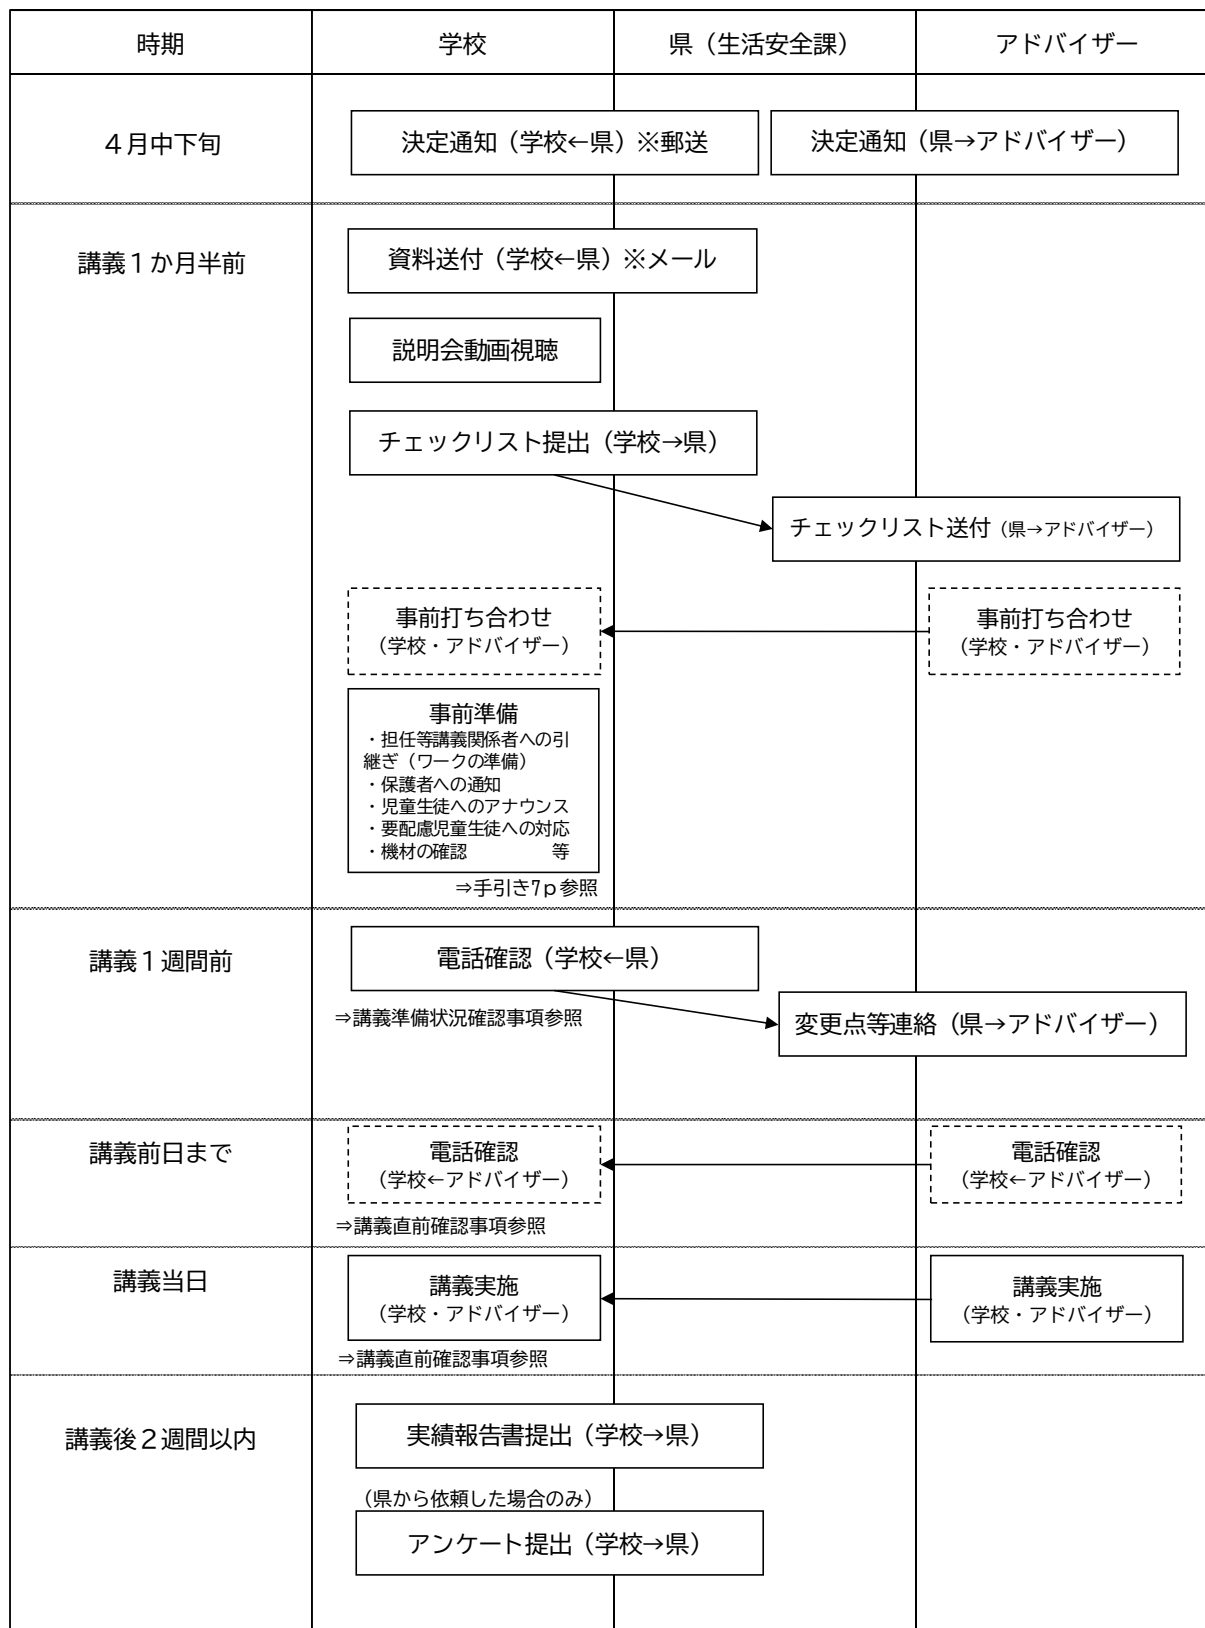 時期
学校
県（生活安全課）
アドバイザー
４月中下旬
決定通知（学校←県）※郵送
決定通知（県→アドバイザー）
講義１か月半前
資料送付（学校←県）※メール
説明会動画視聴
チェックリスト提出（学校→県）
チェックリスト送付（県→アドバイザー）
事前打ち合わせ
（学校・アドバイザー）
事前打ち合わせ
（学校・アドバイザー）
事前準備
・担任等講義関係者への引
継ぎ（ワークの準備）
・保護者への通知
・児童生徒へのアナウンス
・要配慮児童生徒への対応
・機材の確認　　　　等
⇒手引き7ｐ参照
講義１週間前
電話確認（学校←県）
⇒講義準備状況確認事項参照
変更点等連絡（県→アドバイザー）
講義前日まで
電話確認
（学校←アドバイザー）
電話確認
（学校←アドバイザー）
⇒講義直前確認事項参照
講義当日
講義実施
（学校・アドバイザー）
講義実施
（学校・アドバイザー）
⇒講義直前確認事項参照
講義後２週間以内
実績報告書提出（学校→県）
（県から依頼した場合のみ）
アンケート提出（学校→県）